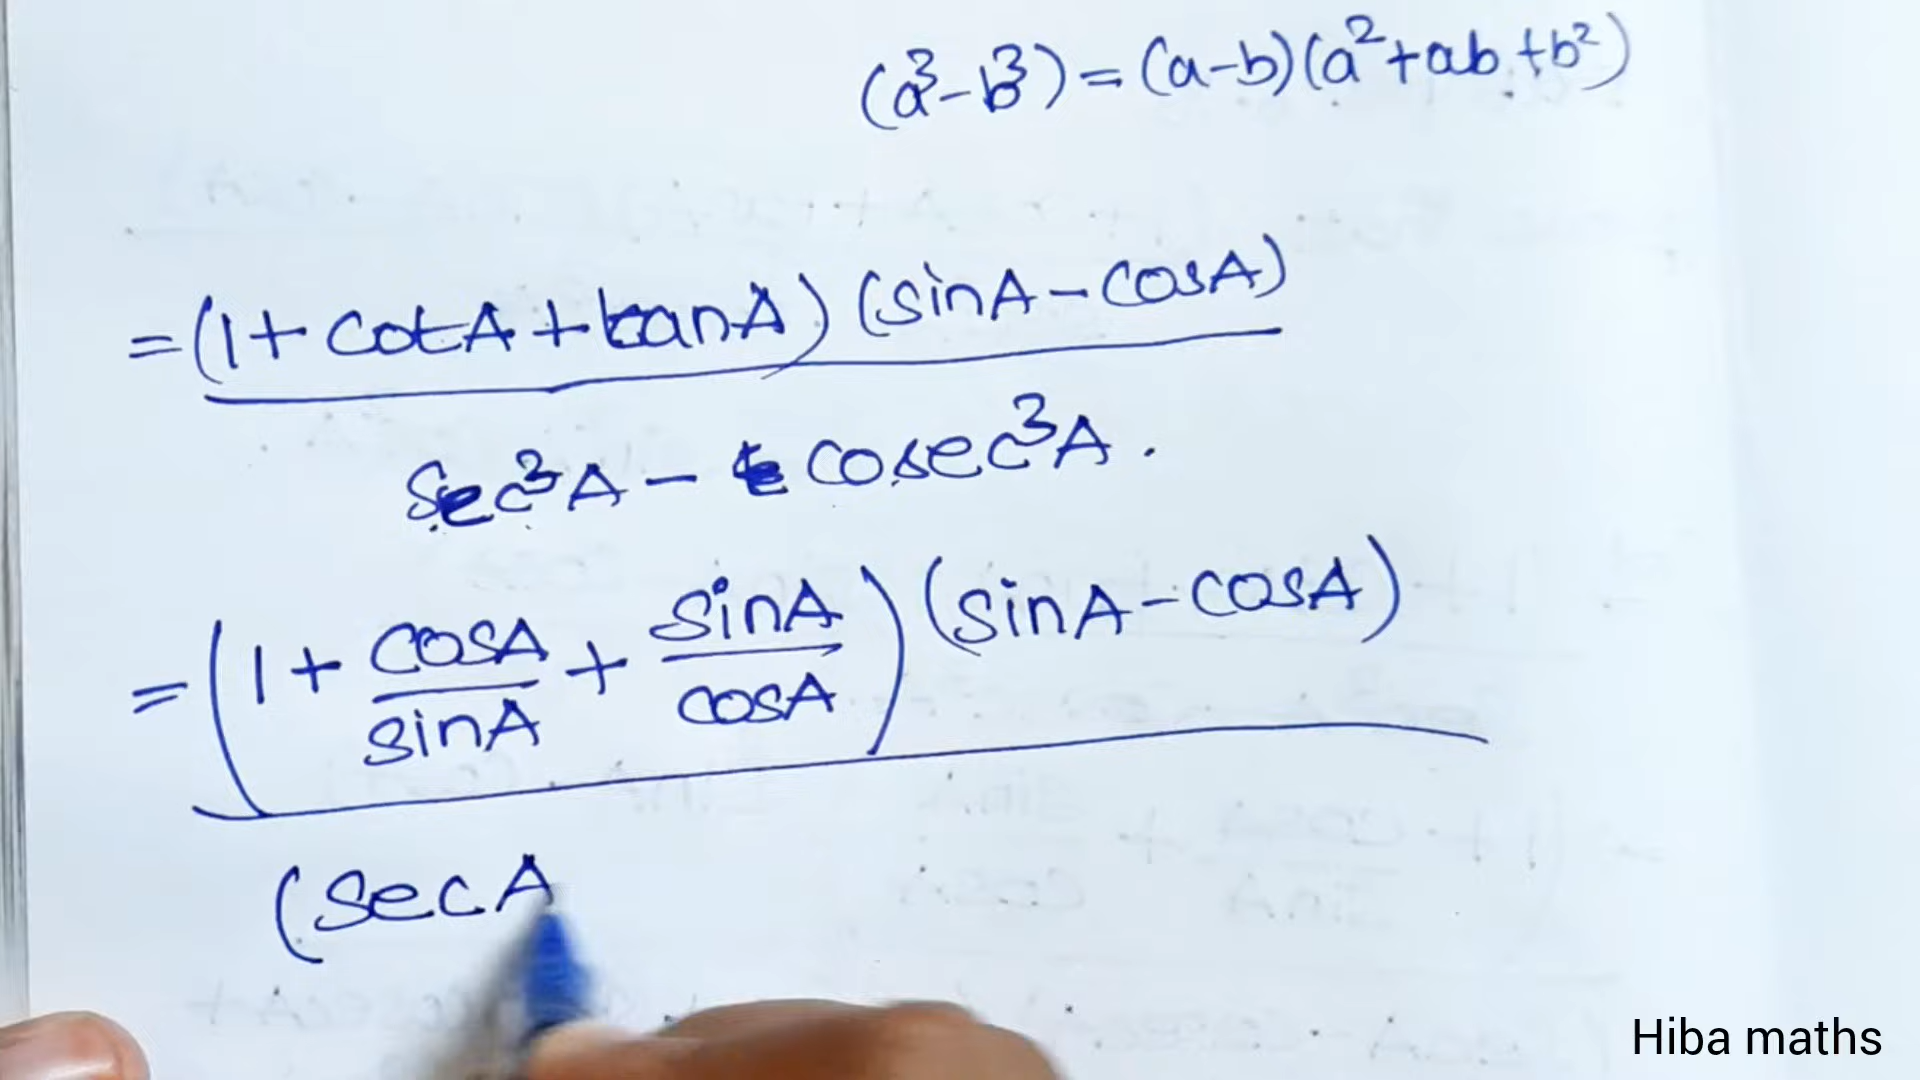 (a³-b³) = (a-b)(a²+ab+b²)
= (1+cotA+tanA) (sinA-cosA)
sec³A - cosec³A.
= (1 + cosA/sinA + sinA/cosA) (sinA-cosA)
(secA
Hiba maths